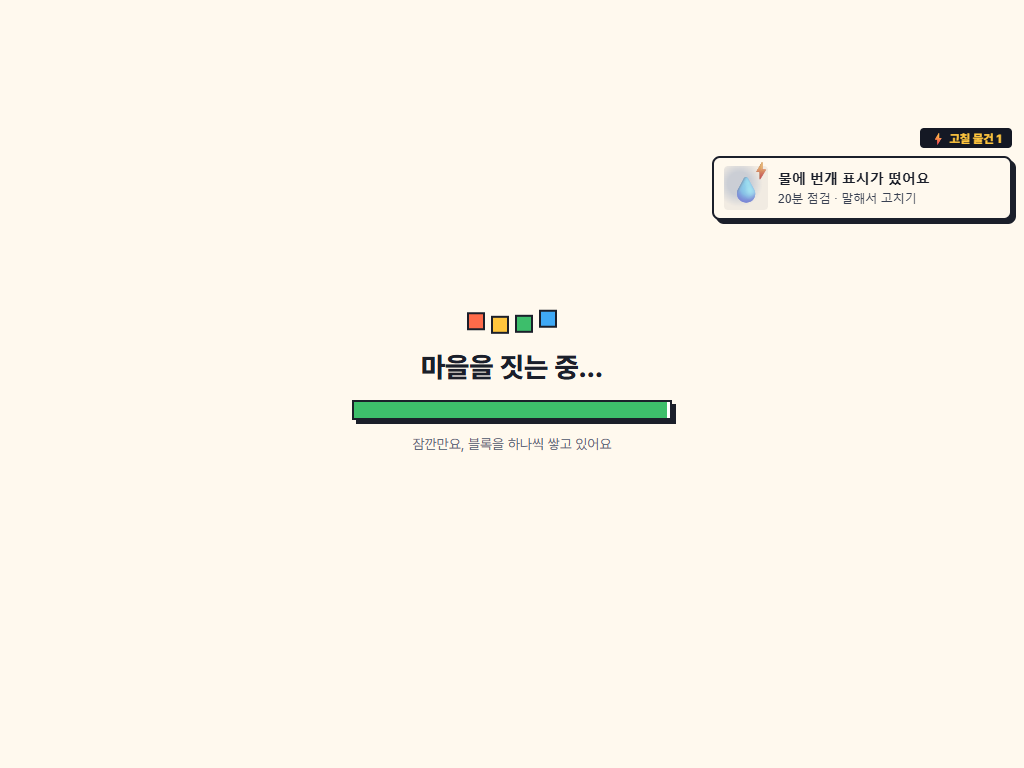 고칠 물건 1
물에 번개 표시가 떴어요
20분 점검 · 말해서 고치기
마을을 짓는 중...
잠깐만요, 블록을 하나씩 쌓고 있어요